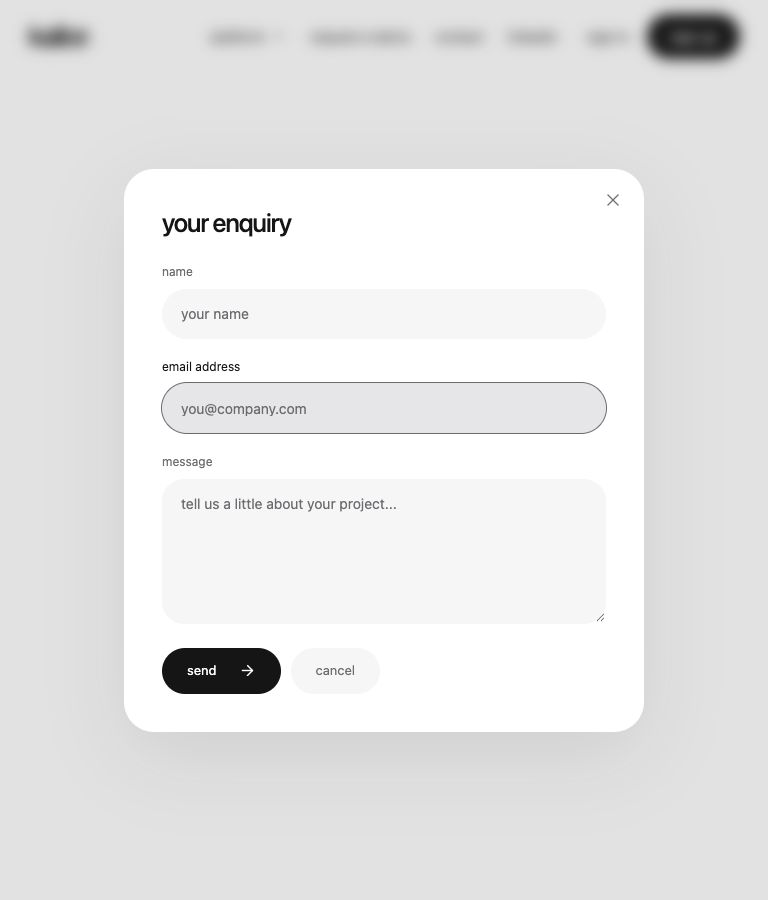 your enquiry
name
your name
email address
you@company.com
message
tell us a little about your project...
send
cancel